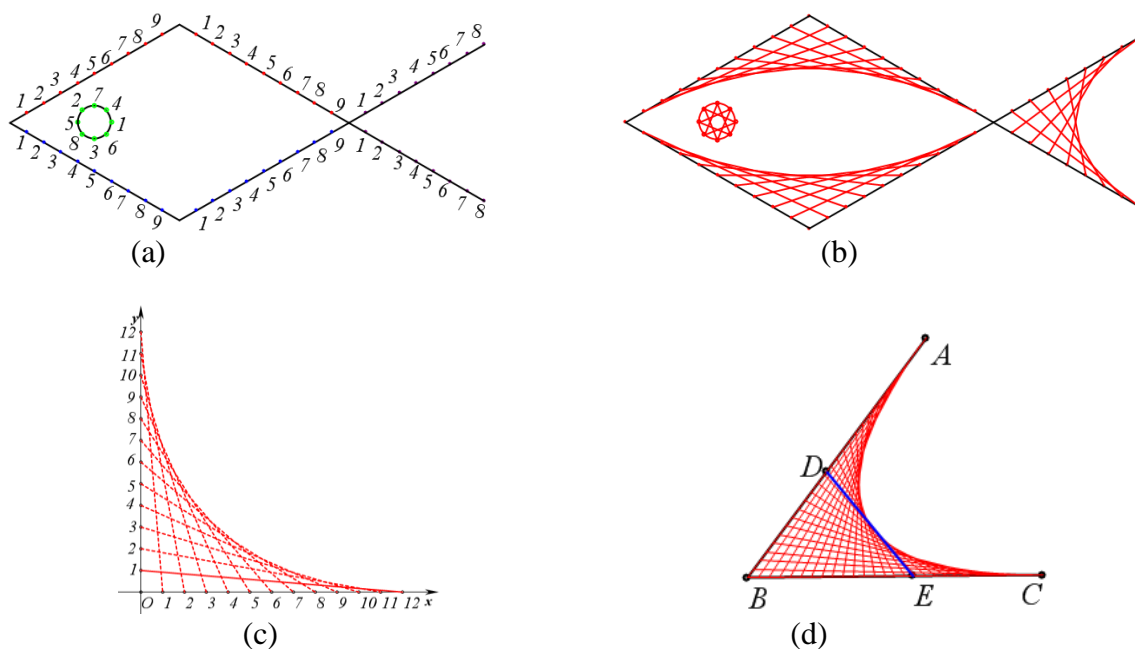 1 2 3 4 5 6 7 8 9
1 2 3 4 5 6 7 8 9
1 2 3 4 5 6 7 8
2 7 4
5 1
8 3 6
1 2 3 4 5 6 7 8 9
1 2 3 4 5 6 7 8 9
1 2 3 4 5 6 7 8
(a)
(b)
y
12
11
10
9
8
7
6
5
4
3
2
1
O 1 2 3 4 5 6 7 8 9 10 11 12 x
(c)
A
D
B E C
(d)